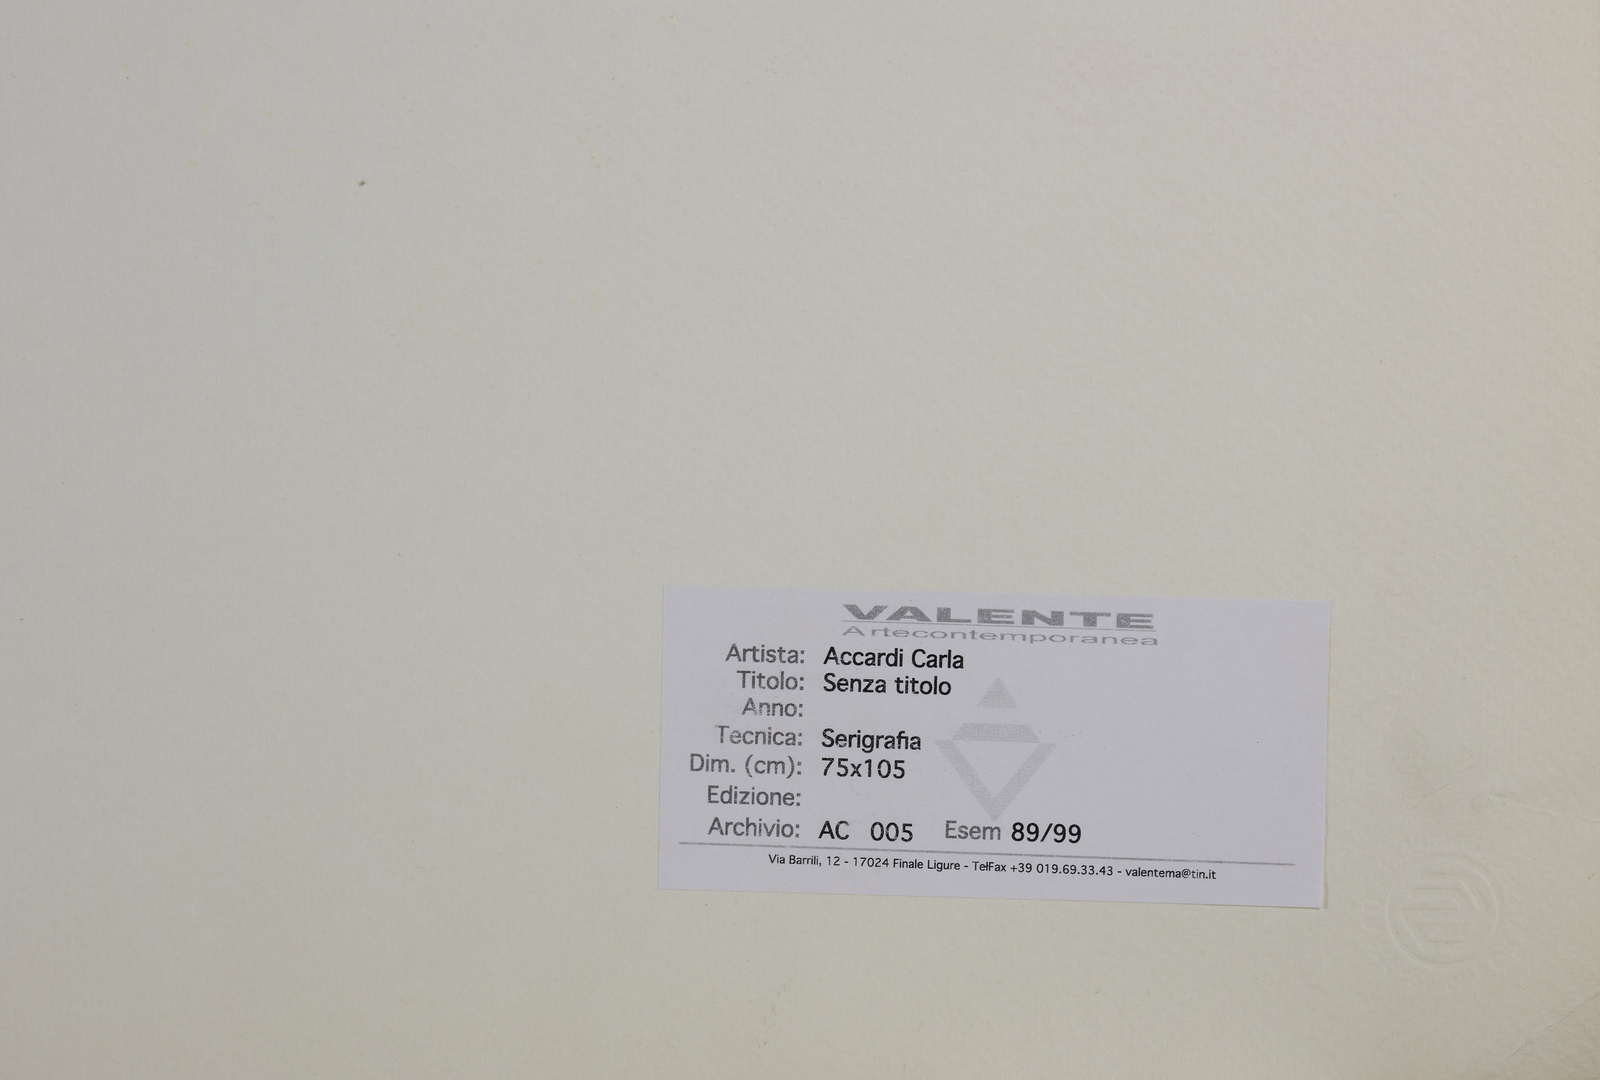 VALENTE
Artecontemporanea
Artista: Accardi Carla
Titolo: Senza titolo
Anno:
Tecnica: Serigrafia
Dim. (cm): 75x105
Edizione:
Archivio: AC 005 Esem 89/99
Via Barrili, 12 - 17024 Finale Ligure - TelFax +39 019.69.33.43 - valentema@tin.it